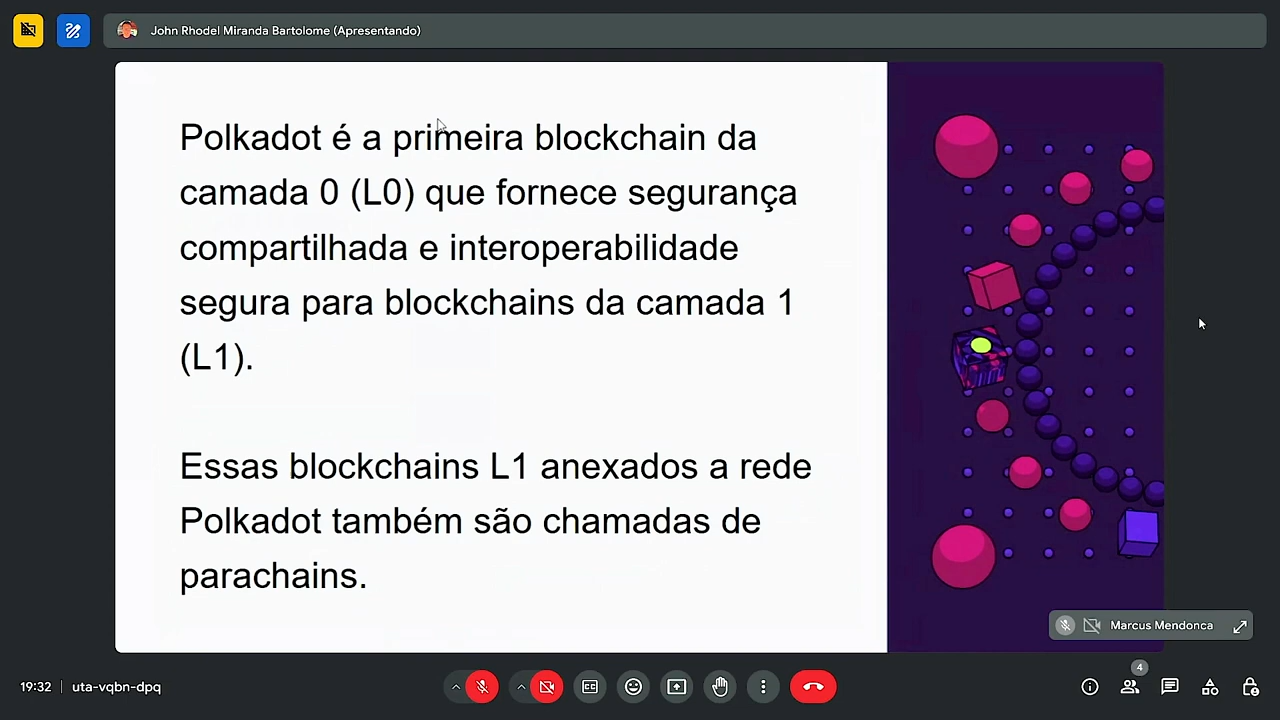 John Rhodel Miranda Bartolome (Apresentando)
Polkadot é a primeira blockchain da
camada 0 (L0) que fornece segurança
compartilhada e interoperabilidade
segura para blockchains da camada 1
(L1).
Essas blockchains L1 anexados a rede
Polkadot também são chamadas de
parachains.
Marcus Mendonca
4
19:32 | uta-vqbn-dpq